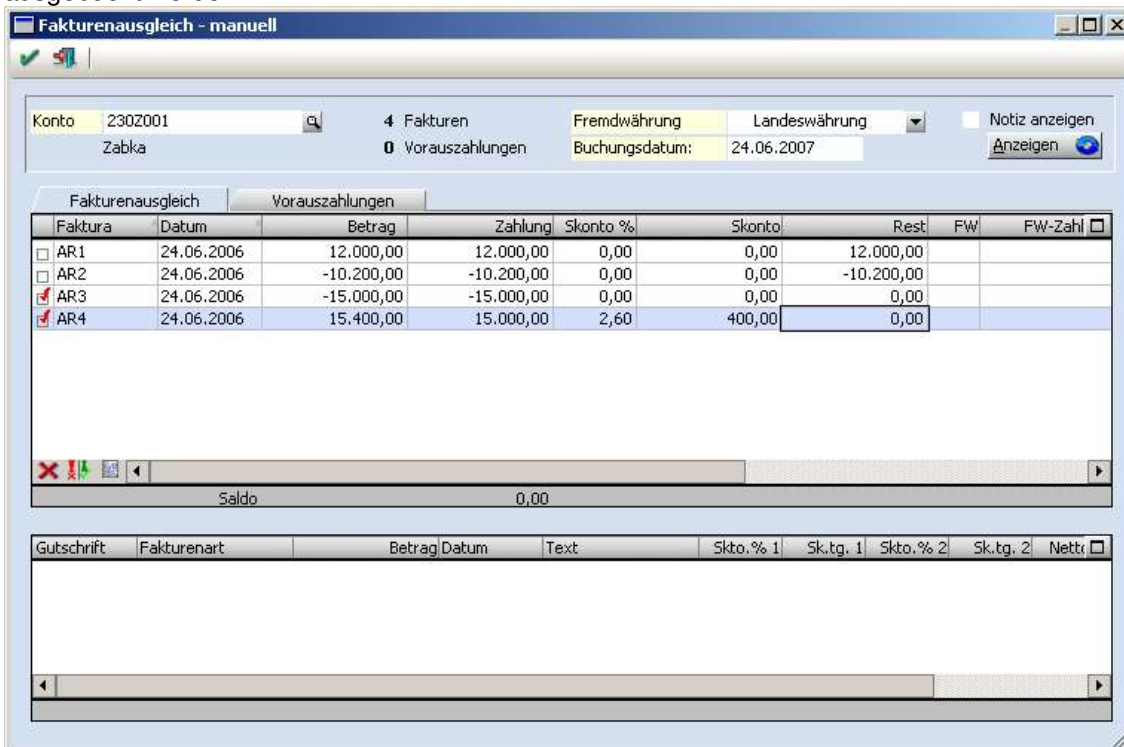 Fakturenausgleich - manuell
Konto 230Z001 4 Fakturen Fremdwährung Landeswährung Notiz anzeigen
Zabka 0 Vorauszahlungen Buchungsdatum: 24.06.2007 Anzeigen
Fakturenausgleich Vorauszahlungen
Faktura Datum Betrag Zahlung Skonto % Skonto Rest FW FW-Zahl
AR1 24.06.2006 12.000,00 12.000,00 0,00 0,00 12.000,00
AR2 24.06.2006 -10.200,00 -10.200,00 0,00 0,00 -10.200,00
AR3 24.06.2006 -15.000,00 -15.000,00 0,00 0,00 0,00
AR4 24.06.2006 15.400,00 15.000,00 2,60 400,00 0,00
Saldo 0,00
Gutschrift Fakturenart Betrag Datum Text Skto.% 1 Sk.tg. 1 Skto.% 2 Sk.tg. 2